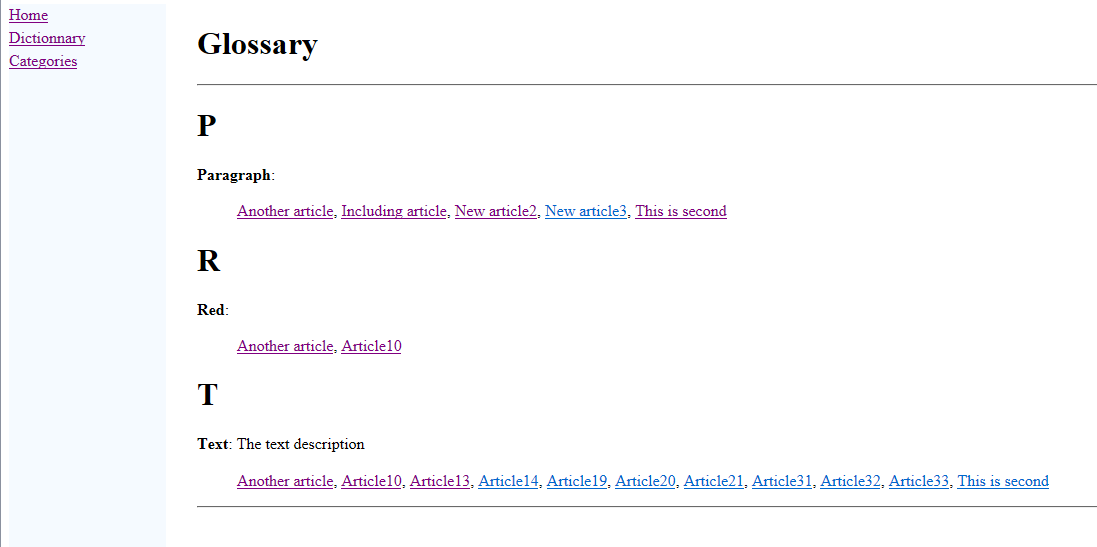 Home
Dictionnary
Categories
Glossary
P
Paragraph:
Another article, Including article, New article2, New article3, This is second
R
Red:
Another article, Article10
T
Text: The text description
Another article, Article10, Article13, Article14, Article19, Article20, Article21, Article31, Article32, Article33, This is second